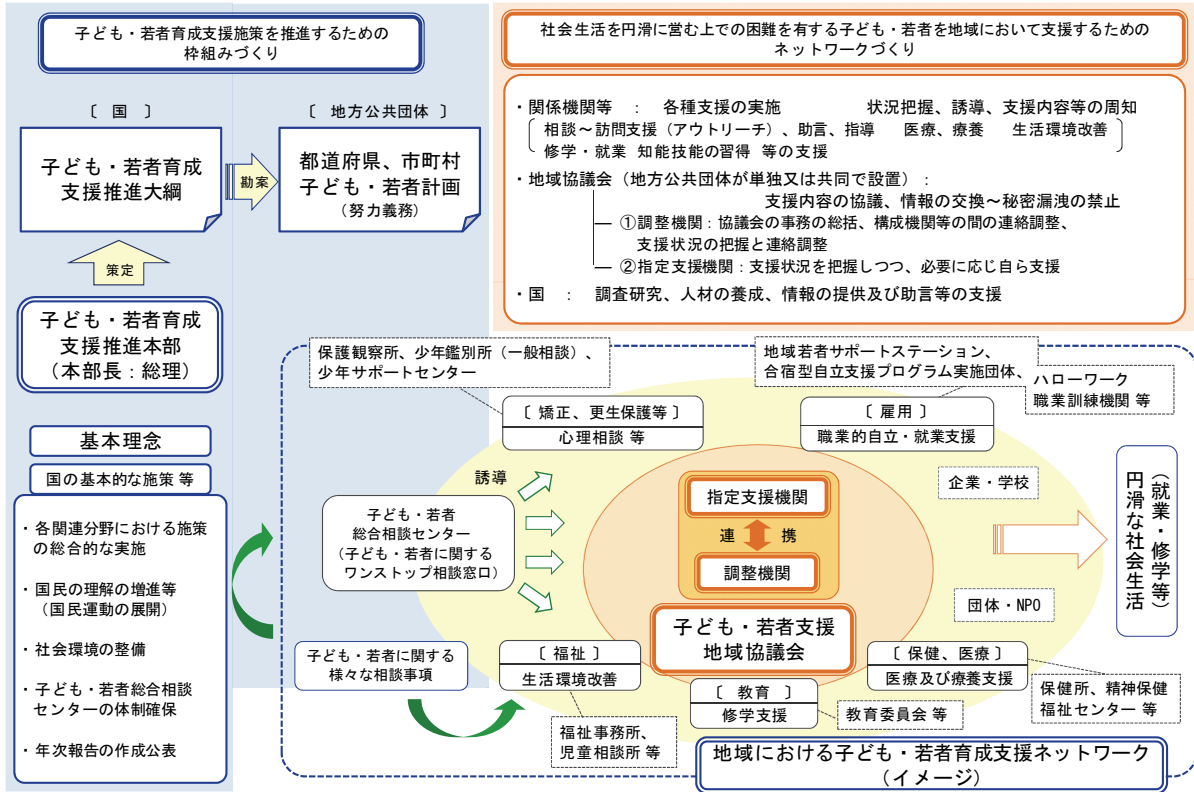 子ども・若者育成支援施策を推進するための
枠組みづくり
〔 国 〕
〔 地方公共団体 〕
子ども・若者育成
支援推進大綱
勘案
都道府県、市町村
子ども・若者計画
(努力義務)
策定
子ども・若者育成
支援推進本部
(本部長:総理)
基本理念
国の基本的な施策 等
・各関連分野における施策
の総合的な実施
・国民の理解の増進等
(国民運動の展開)
・社会環境の整備
・子ども・若者総合相談
センターの体制確保
・年次報告の作成公表
社会生活を円滑に営む上での困難を有する子ども・若者を地域において支援するための
ネットワークづくり
・関係機関等 : 各種支援の実施 状況把握、誘導、支援内容等の周知
相談~訪問支援(アウトリーチ)、助言、指導 医療、療養 生活環境改善
修学・就業 知能技能の習得 等の支援
・地域協議会(地方公共団体が単独又は共同で設置):
支援内容の協議、情報の交換~秘密漏洩の禁止
①調整機関:協議会の事務の総括、構成機関等の間の連絡調整、
支援状況の把握と連絡調整
②指定支援機関:支援状況を把握しつつ、必要に応じ自ら支援
・国 : 調査研究、人材の養成、情報の提供及び助言等の支援
保護観察所、少年鑑別所(一般相談)、
少年サポートセンター
地域若者サポートステーション、
合宿型自立支援プログラム実施団体、
ハローワーク
職業訓練機関 等
〔 矯正、更生保護等 〕
心理相談 等
〔 雇用 〕
職業的自立・就業支援
誘導
子ども・若者
総合相談センター
(子ども・若者に関する
ワンストップ相談窓口)
指定支援機関
連 携
調整機関
子ども・若者支援
地域協議会
企業・学校
団体・NPO
円滑な社会生活
(就業・修学等)
子ども・若者に関する
様々な相談事項
〔 福祉 〕
生活環境改善
福祉事務所、
児童相談所 等
〔 教育 〕
修学支援
教育委員会 等
〔 保健、医療 〕
医療及び療養支援
保健所、精神保健
福祉センター 等
地域における子ども・若者育成支援ネットワーク
(イメージ)